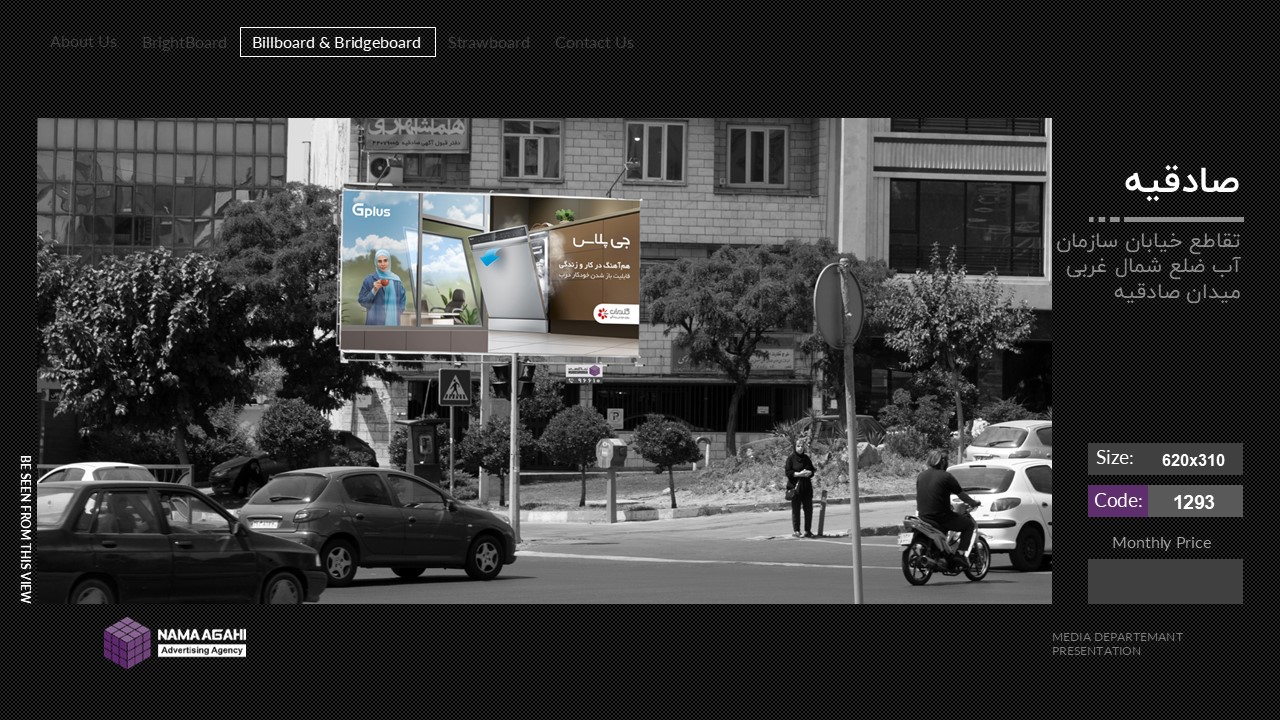 About Us
BrightBoard
Billboard & Bridgeboard
Strawboard
Contact Us
همشهری
صادقیه
تقاطع خیابان سازمان
آب ضلع شمال غربی
میدان صادقیه
Gplus
جی پلاس
هم‌آهنگ در کار و زندگی
قابلیت باز شدن خودکار درب
گلدیران
Size:
620x310
Code:
1293
Monthly Price
BE SEEN FROM THIS VIEW
NAMA AGAHI
Advertising Agency
MEDIA DEPARTEMANT
PRESENTATION